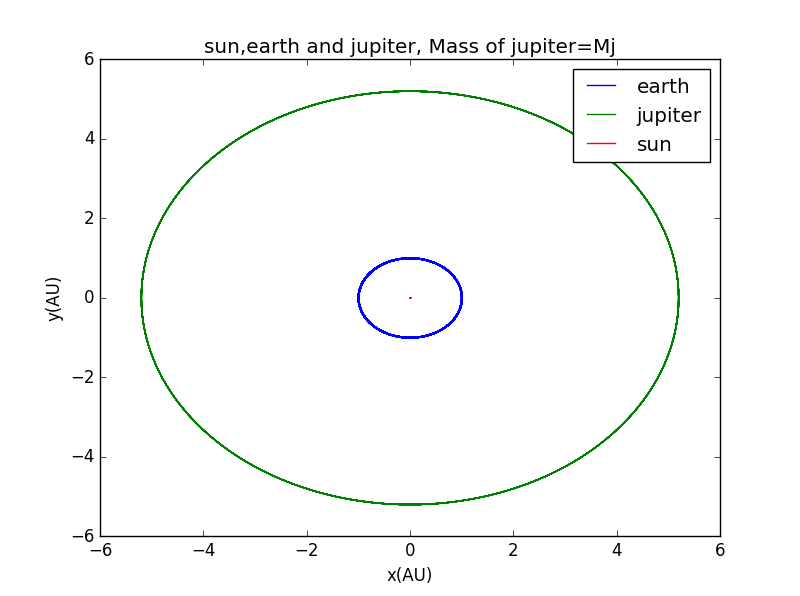 sun,earth and jupiter, Mass of jupiter=Mj
earth
jupiter
sun
6
4
2
0
−2
−4
−6
y(AU)
−6 −4 −2 0 2 4 6
x(AU)